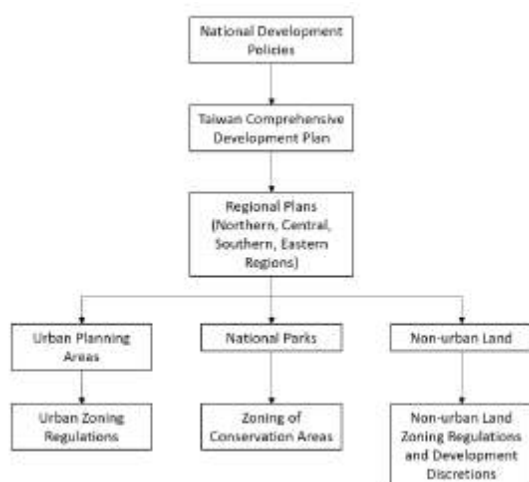 National Development
Policies
Taiwan Comprehensive
Development Plan
Regional Plans
(Northern, Central,
Southern, Eastern
Regions)
Urban Planning
Areas
National Parks
Non-urban Land
Urban Zoning
Regulations
Zoning of
Conservation Areas
Non-urban Land
Zoning Regulations
and Development
Discretions